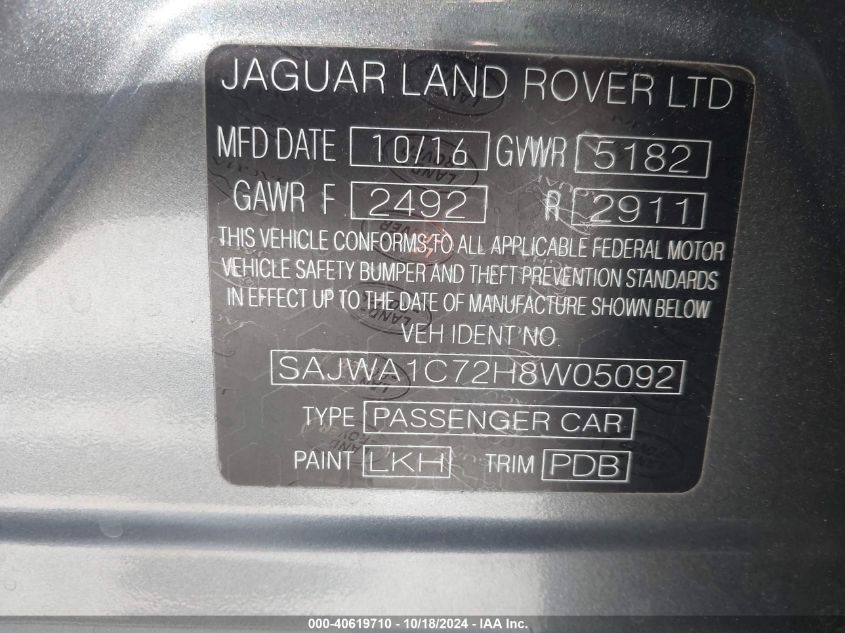 JAGUAR LAND ROVER LTD
MFD DATE 10/16 GVWR 5182
GAWR F 2492 R 2911
THIS VEHICLE CONFORMS TO ALL APPLICABLE FEDERAL MOTOR
VEHICLE SAFETY BUMPER AND THEFT PREVENTION STANDARDS
IN EFFECT UP TO THE DATE OF MANUFACTURE SHOWN BELOW
VEH IDENT NO.
SAJWA1C72H8W05092
TYPE PASSENGER CAR
PAINT LKH TRIM PDB
000-40619710 - 10/18/2024 - IAA Inc.